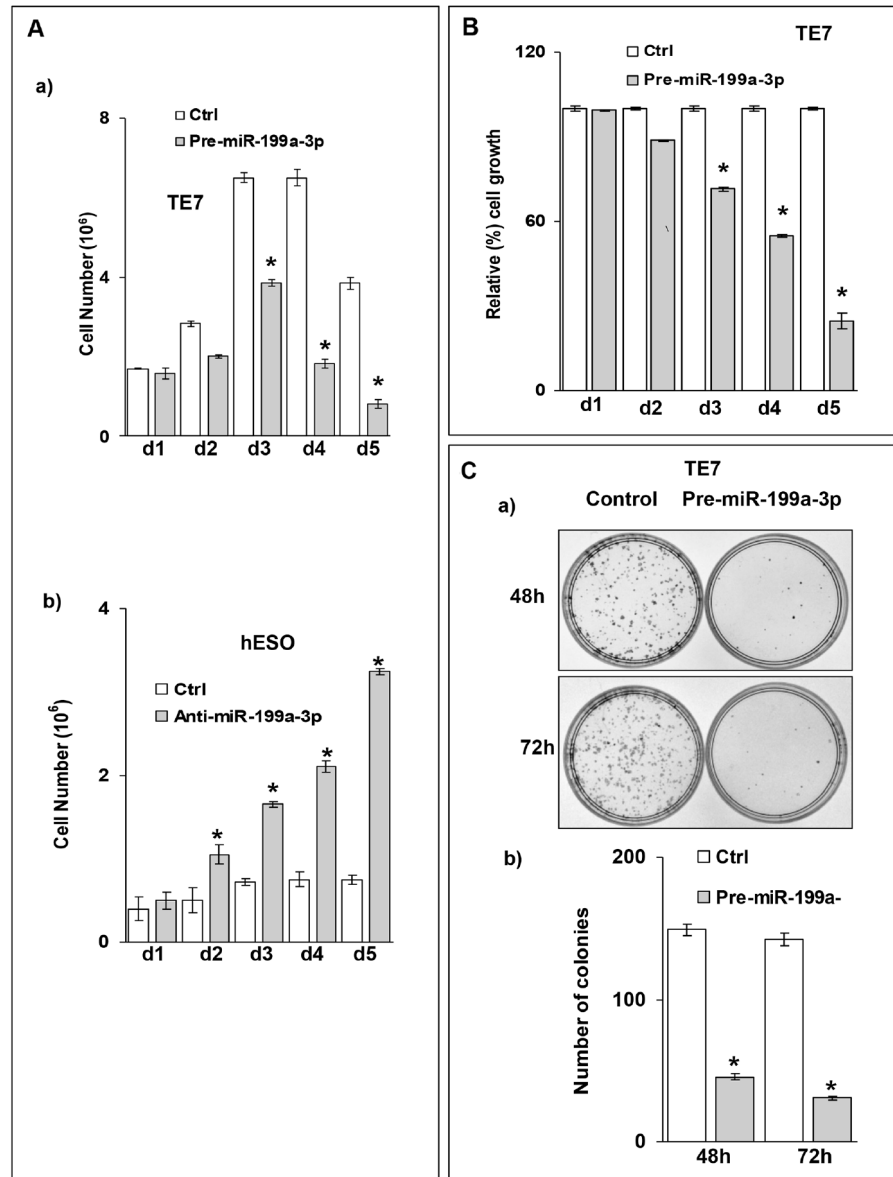 A
a)
Ctrl
Pre-miR-199a-3p
TE7
Cell Number (10⁶)
8
4
0
d1 d2 d3 d4 d5
* * *
b)
hESO
Ctrl
Anti-miR-199a-3p
Cell Number (10⁶)
4
2
0
d1 d2 d3 d4 d5
* * * *
B
TE7
Ctrl
Pre-miR-199a-3p
Relative (%) cell growth
120
60
0
d1 d2 d3 d4 d5
* * *
C
TE7
a)
Control Pre-miR-199a-3p
48h
72h
b)
Ctrl
Pre-miR-199a-
Number of colonies
200
100
0
48h 72h
* *